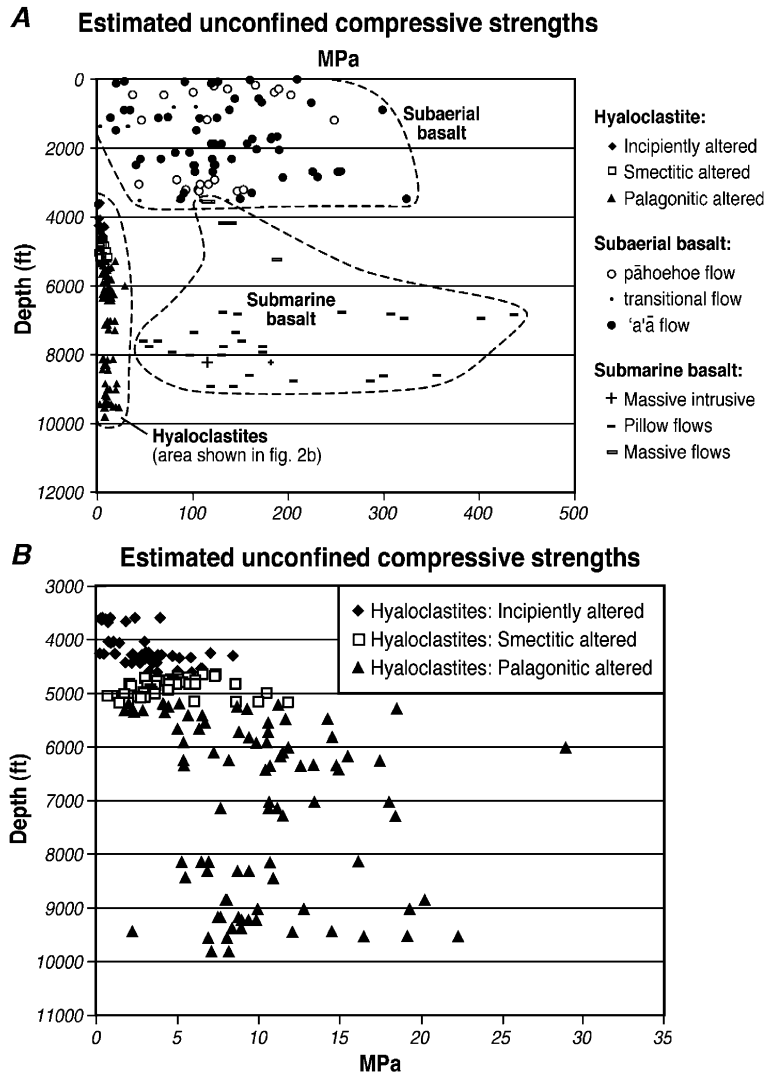 A
Estimated unconfined compressive strengths
MPa
0
2000
4000
6000
8000
10000
12000
Depth (ft)
0 100 200 300 400 500
Subaerial
basalt
Submarine
basalt
Hyaloclastites
(area shown in fig. 2b)
Hyaloclastite:
Incipiently altered
Smectitic altered
Palagonitic altered
Subaerial basalt:
pāhoehoe flow
transitional flow
‘a'ā flow
Submarine basalt:
Massive intrusive
Pillow flows
Massive flows
B
Estimated unconfined compressive strengths
3000
4000
5000
6000
7000
8000
9000
10000
11000
Depth (ft)
Hyaloclastites: Incipiently altered
Hyaloclastites: Smectitic altered
Hyaloclastites: Palagonitic altered
0 5 10 15 20 25 30 35
MPa